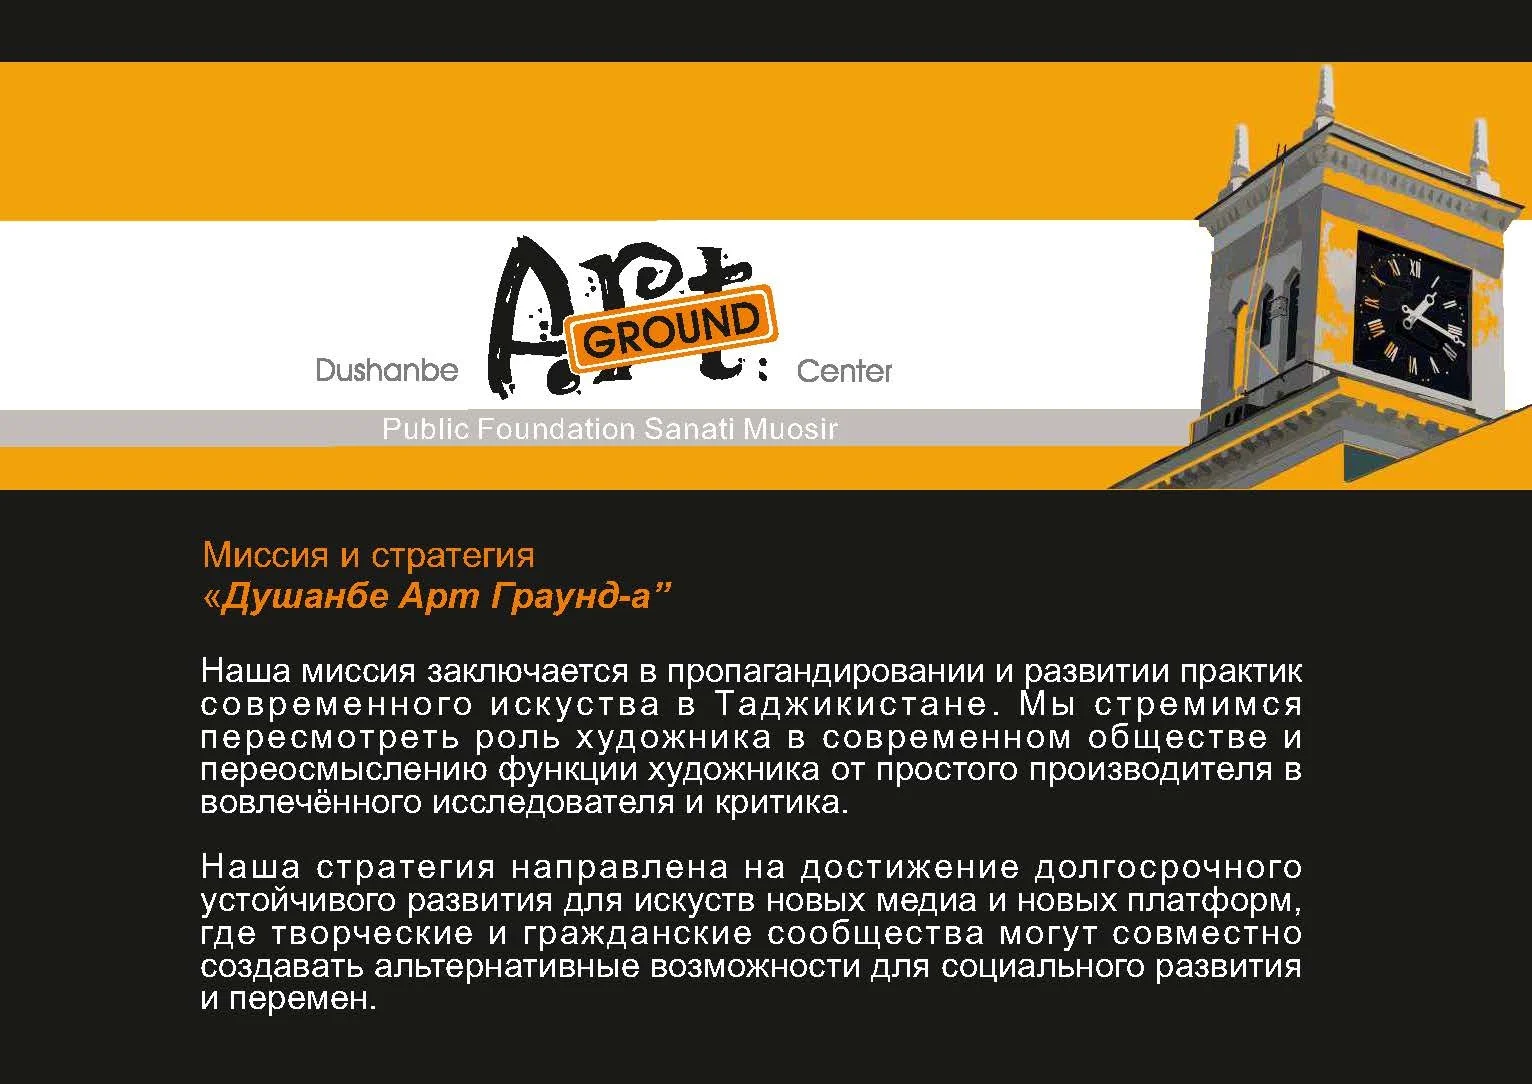 Art
GROUND
Dushanbe
Center
Public Foundation Sanati Muosir
Миссия и стратегия
«Душанбе Арт Граунд-а”
Наша миссия заключается в пропагандировании и развитии практик
современного искуства в Таджикистане. Мы стремимся
пересмотреть роль художника в современном обществе и
переосмыслению функции художника от простого производителя в
вовлечённого исследователя и критика.
Наша стратегия направлена на достижение долгосрочного
устойчивого развития для искуств новых медиа и новых платформ,
где творческие и гражданские сообщества могут совместно
создавать альтернативные возможности для социального развития
и перемен.